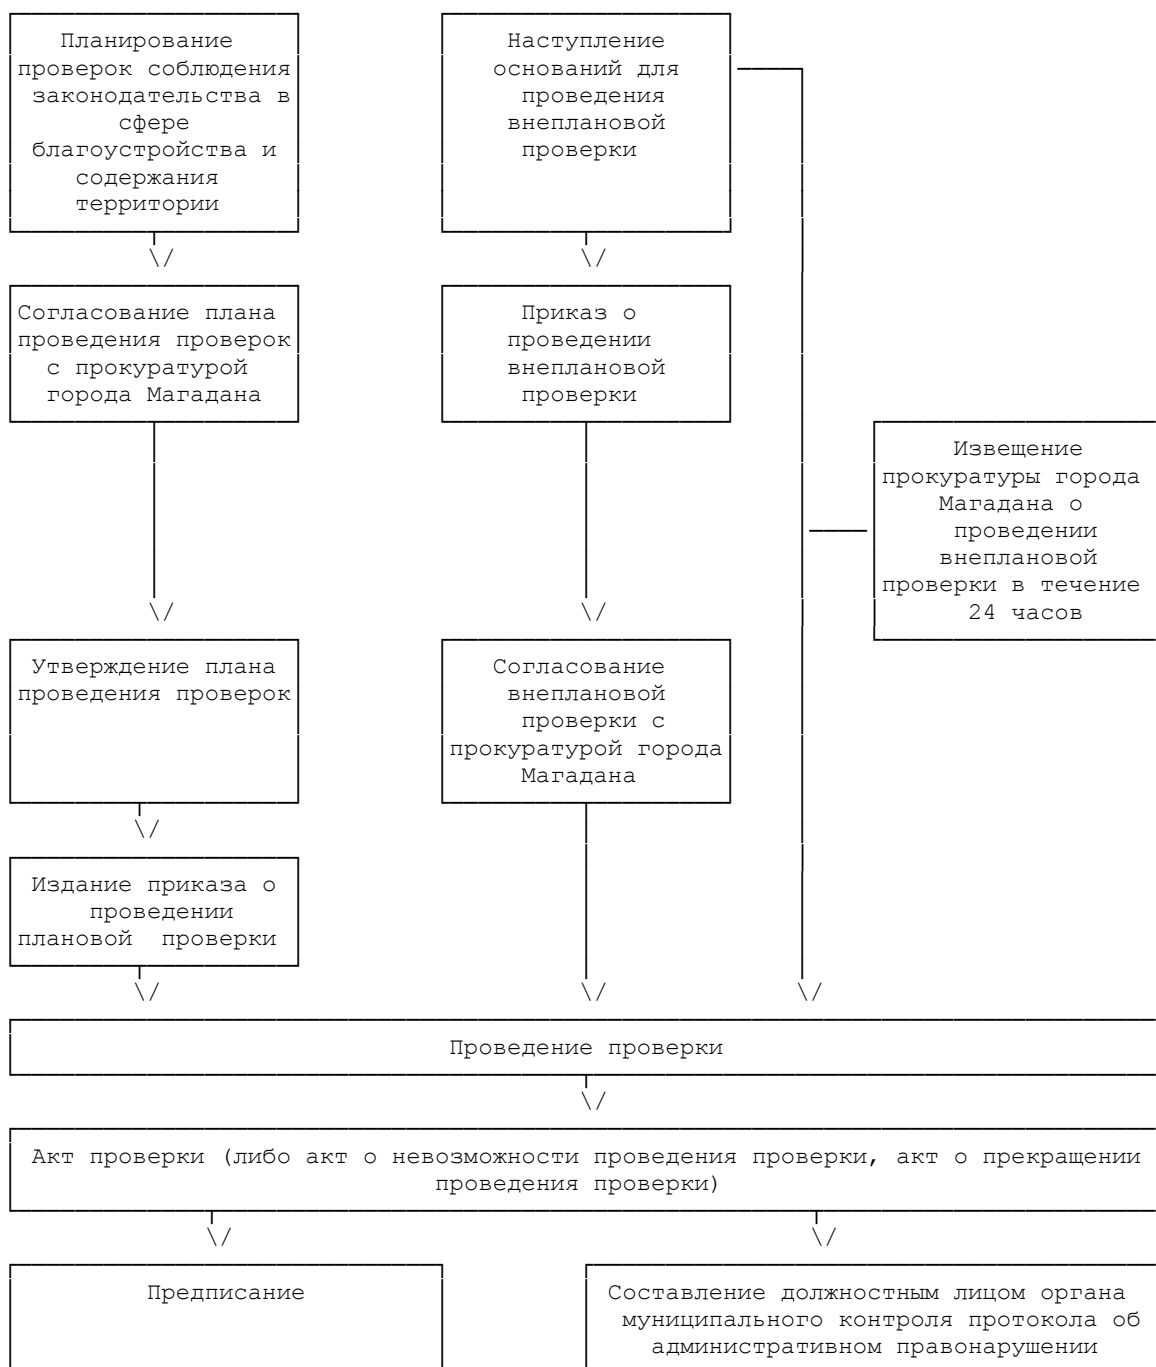 Планирование
проверок соблюдения
законодательства в
сфере
благоустройства и
содержания
территории
Наступление
оснований для
проведения
внеплановой
проверки
Согласование плана
проведения проверок
с прокуратурой
города Магадана
Приказ о
проведении
внеплановой
проверки
Извещение
прокуратуры города
Магадана о
проведении
внеплановой
проверки в течение
24 часов
Утверждение плана
проведения проверок
Согласование
внеплановой
проверки с
прокуратурой города
Магадана
Издание приказа о
проведении
плановой проверки
Проведение проверки
Акт проверки (либо акт о невозможности проведения проверки, акт о прекращении
проведения проверки)
Предписание
Составление должностным лицом органа
муниципального контроля протокола об
административном правонарушении